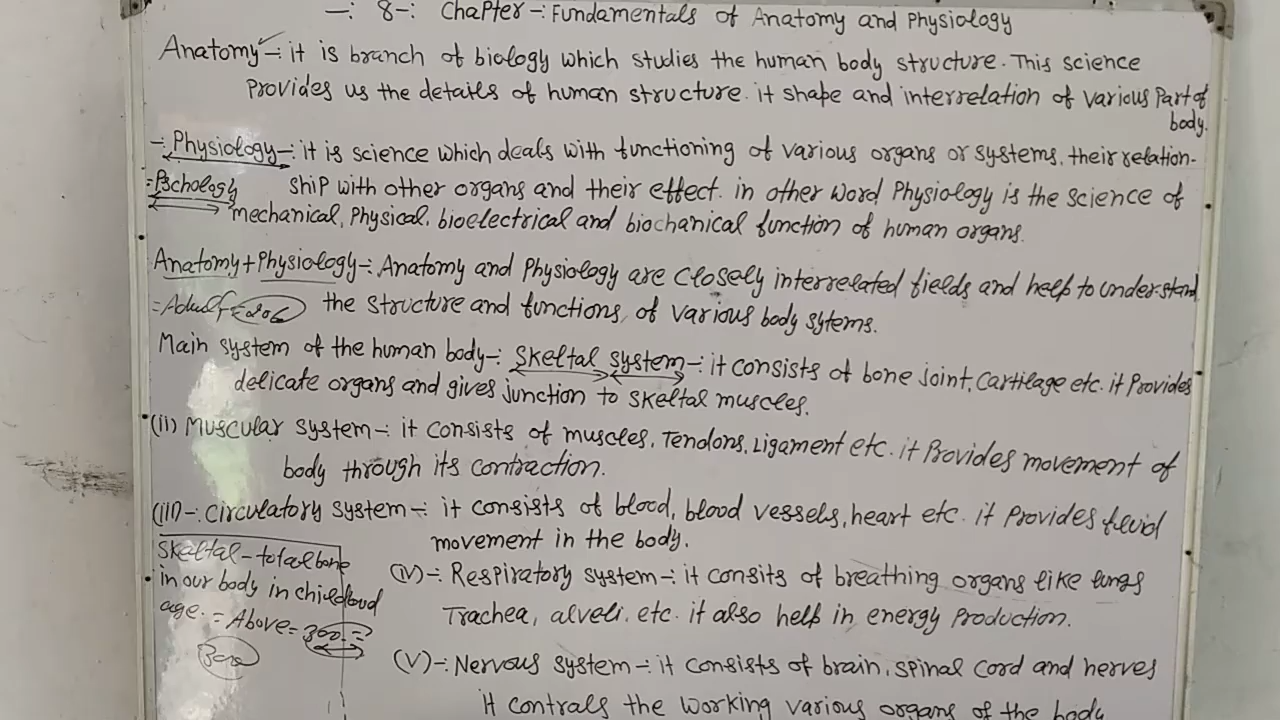 -: 8-: Chapter-: Fundamentals of Anatomy and Physiology
Anatomy-: it is branch of biology which studies the human body structure. This science
Provides us the details of human structure. it shape and interrelation of various Part of
body.
-: Physiology-: it is science which deals with functioning of various organs or systems, their relation-
= Pschology ship with other organs and their effect. in other word Physiology is the science of
mechanical, Physical, bioelectrical and biochanical function of human organs.
Anatomy + Physiology-: Anatomy and Physiology are closely interrelated fields and help to understand
the structure and functions, of various body sytems.
Main system of the human body-: Skeltal system-: it consists of bone joint, Cartilage etc. it Provides
delicate organs and gives junction to skeltal muscles.
(ii) Muscular system-: it consists of muscles, Tendons, Ligament etc. it Provides movement of
body through its contraction.
(iii)-: Circulatory system-: it consists of blood, blood vessels, heart etc. it Provides fluid
movement in the body.
Skeltal - total bone
in our body in childhood
age. = Above = 300 =
(iv)-: Respiratory system-: it consits of breathing organs like lungs
Trachea, alveli, etc. it also help in energy Production.
(v)-: Nervous system-: it consists of brain, spinal cord and nerves
it contrals the working various organs of the body